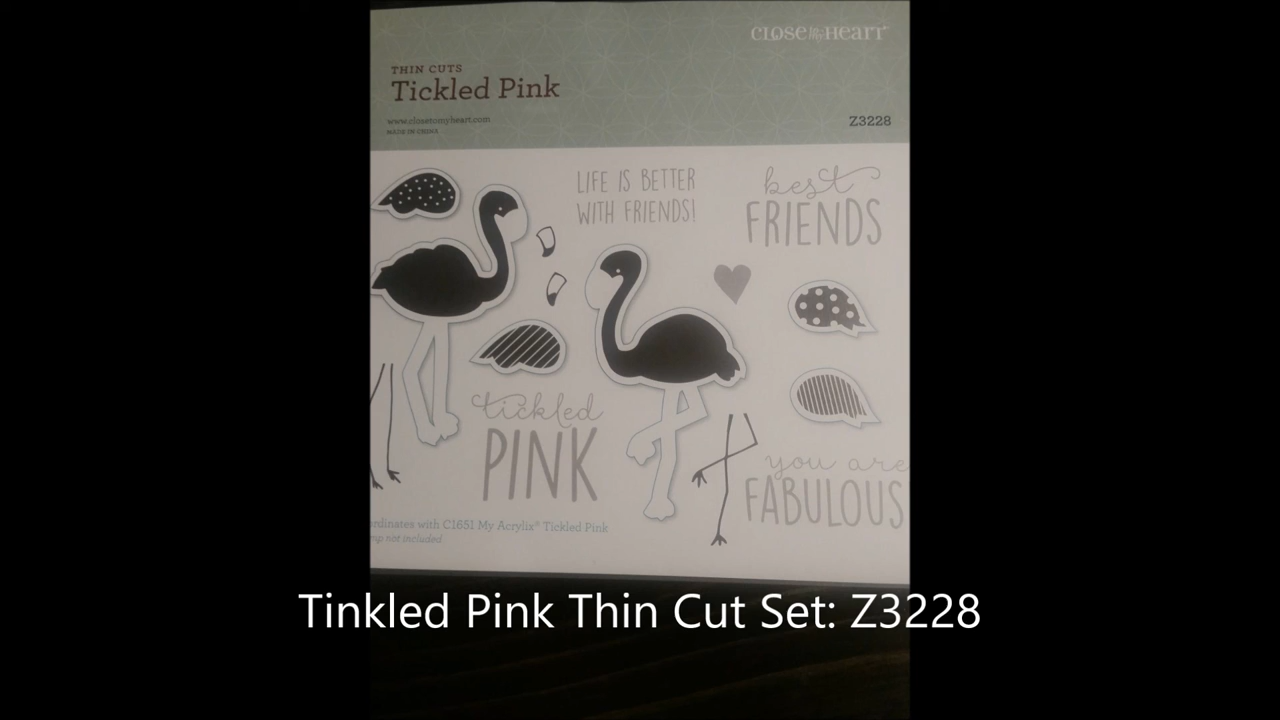 CLOSE to my HEART
THIN CUTS
Tickled Pink
www.closetomyheart.com
MADE IN CHINA
Z3228
LIFE IS BETTER
WITH FRIENDS!
best
FRIENDS
tickled
PINK
you are
FABULOUS
ordinates with C1651 My Acrylix® Tickled Pink
mp not included
Tinkled Pink Thin Cut Set: Z3228